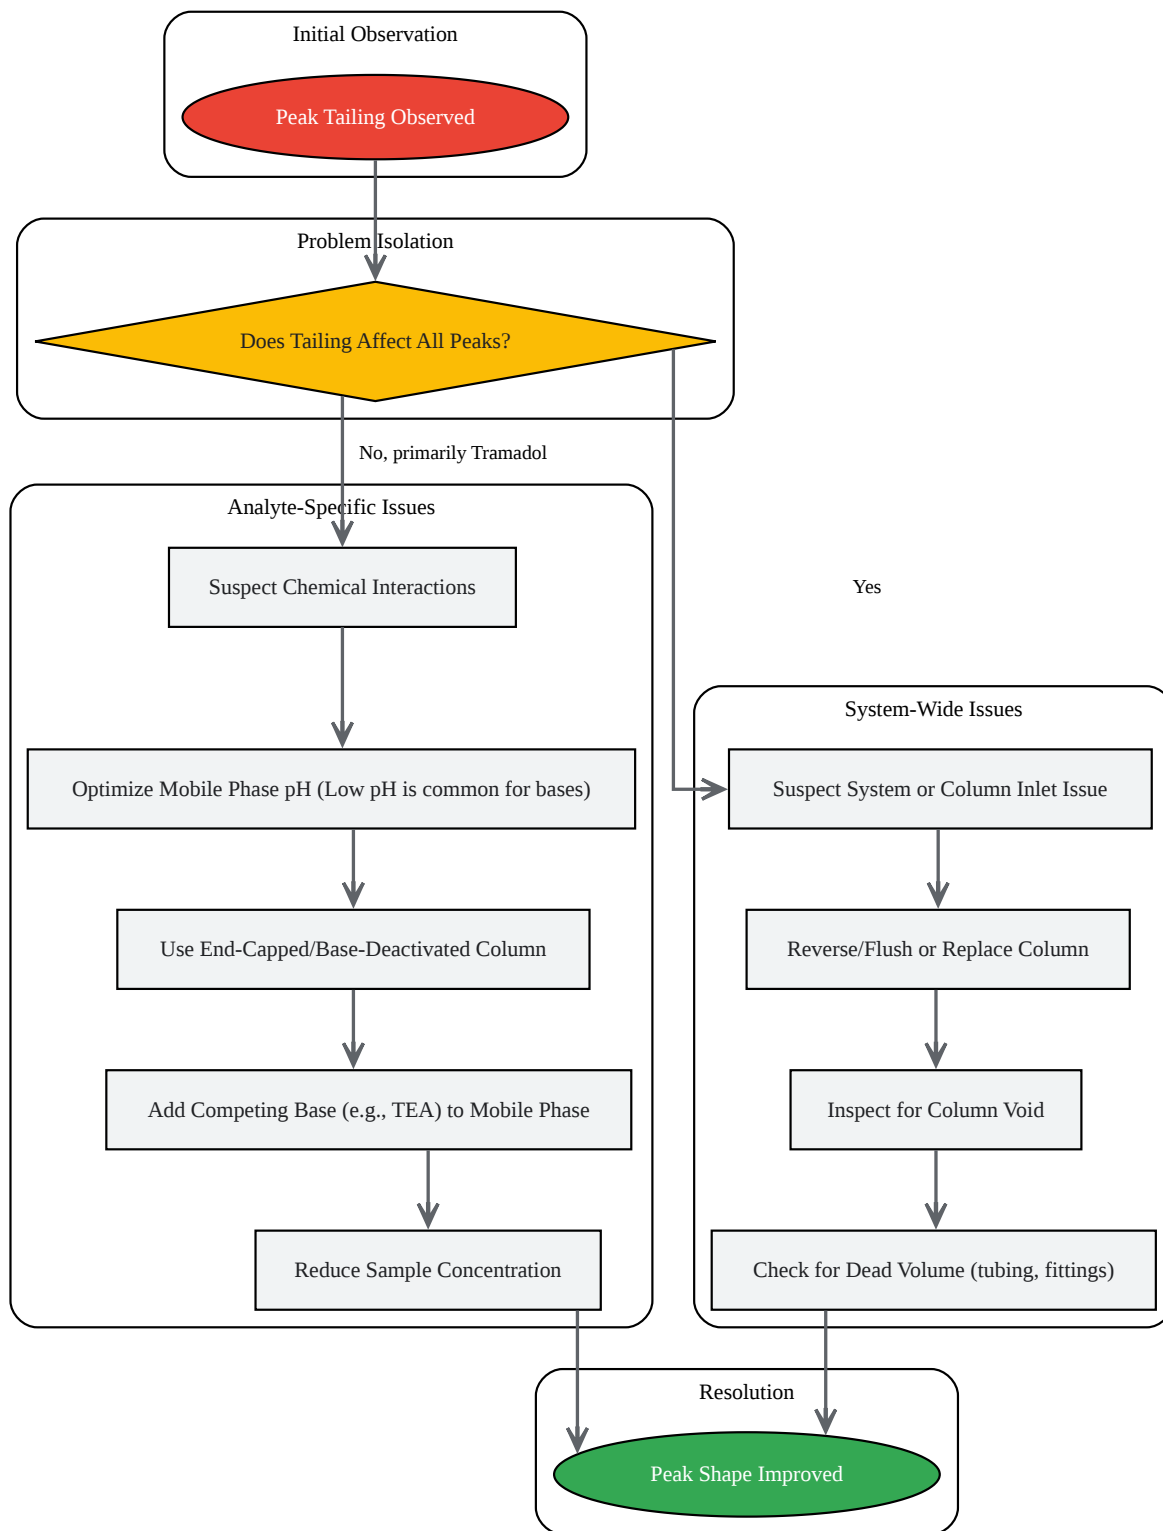 Initial Observation
Peak Tailing Observed
Problem Isolation
Does Tailing Affect All Peaks?
No, primarily Tramadol
Yes
Analyte-Specific Issues
Suspect Chemical Interactions
Optimize Mobile Phase pH (Low pH is common for bases)
Use End-Capped/Base-Deactivated Column
Add Competing Base (e.g., TEA) to Mobile Phase
Reduce Sample Concentration
System-Wide Issues
Suspect System or Column Inlet Issue
Reverse/Flush or Replace Column
Inspect for Column Void
Check for Dead Volume (tubing, fittings)
Resolution
Peak Shape Improved